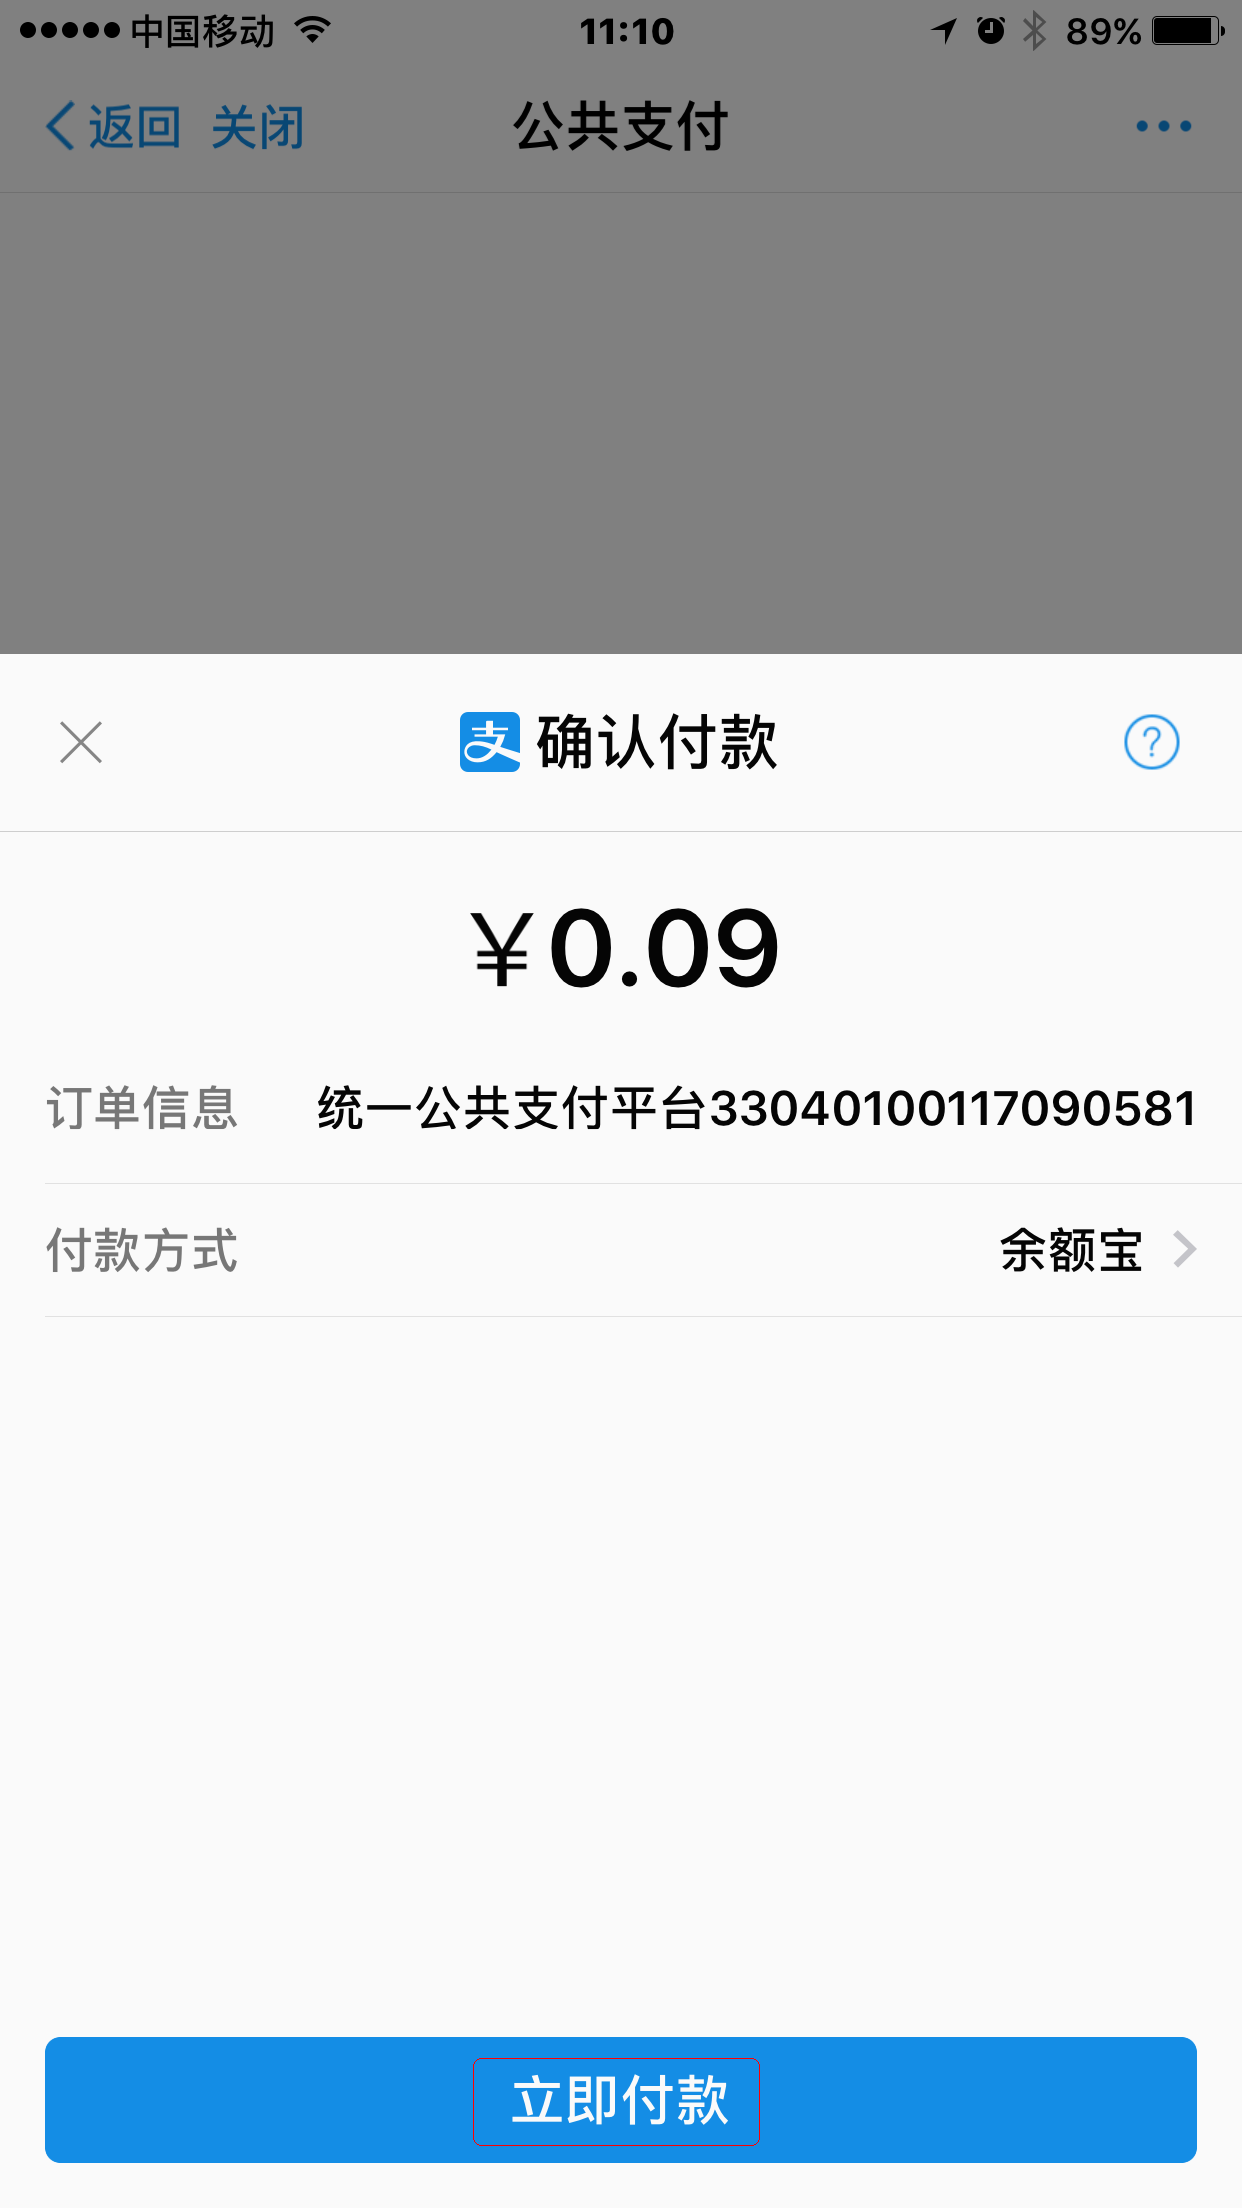 中国移动 11:10 89%
返回 关闭 公共支付
支 确认付款 ?
¥0.09
订单信息 统一公共支付平台33040100117090581
付款方式 余额宝
立即付款